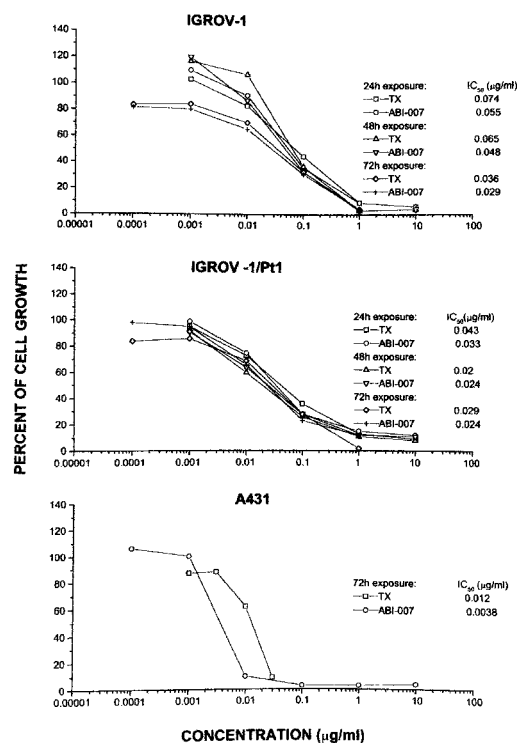 IGROV-1
140
120
100
80
60
40
20
0
0.00001 0.0001 0.001 0.01 0.1 1 10 100
24h exposure: IC50 (μg/ml)
TX 0.074
ABI-007 0.055
48h exposure:
TX 0.065
ABI-007 0.048
72h exposure:
TX 0.036
ABI-007 0.029
PERCENT OF CELL GROWTH
IGROV -1/Pt1
140
120
100
80
60
40
20
0
0.00001 0.0001 0.001 0.01 0.1 1 10 100
24h exposure: IC50(μg/ml)
TX 0.043
ABI-007 0.033
48h exposure:
TX 0.02
ABI-007 0.024
72h exposure:
TX 0.029
ABI-007 0.024
A431
140
120
100
80
60
40
20
0
0.00001 0.0001 0.001 0.01 0.1 1 10 100
72h exposure: IC50 (μg/ml)
TX 0.012
ABI-007 0.0038
CONCENTRATION (μg/ml)